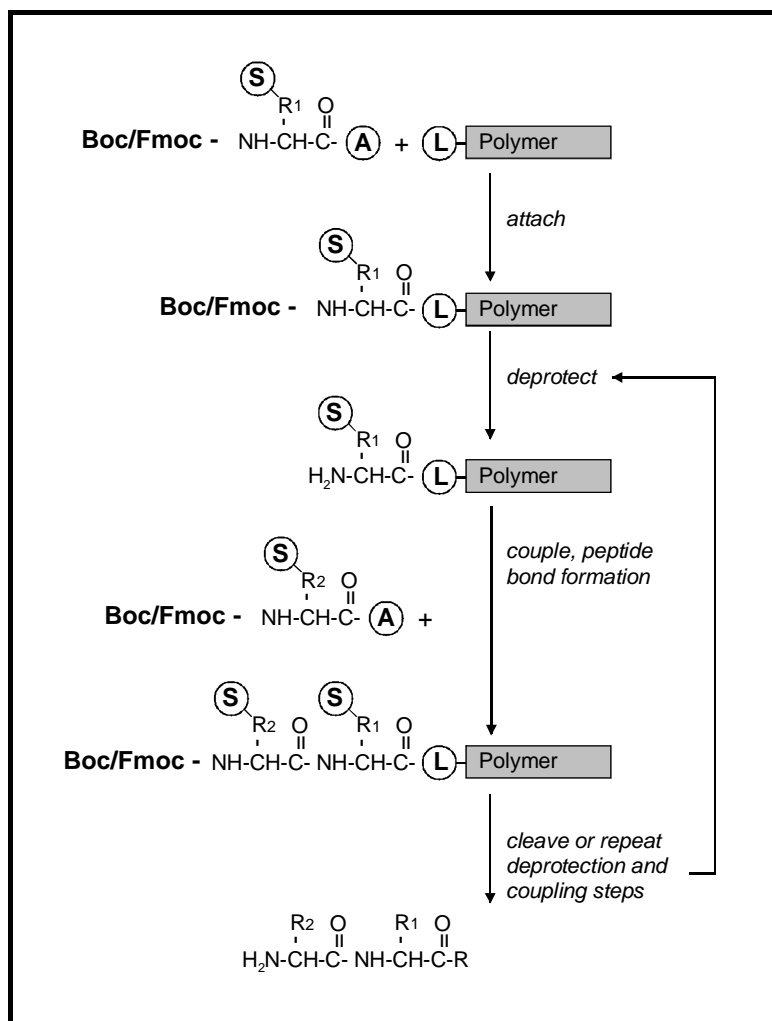 S
R1 O
Boc/Fmoc - NH-CH-C- A + L Polymer
attach
S
R1 O
Boc/Fmoc - NH-CH-C- L Polymer
deprotect
S
R1 O
H2N-CH-C- L Polymer
couple, peptide
bond formation
S
R2 O
Boc/Fmoc - NH-CH-C- A +
S S
R2 O R1 O
Boc/Fmoc - NH-CH-C- NH-CH-C- L Polymer
cleave or repeat
deprotection and
coupling steps
R2 O R1 O
H2N-CH-C- NH-CH-C-R